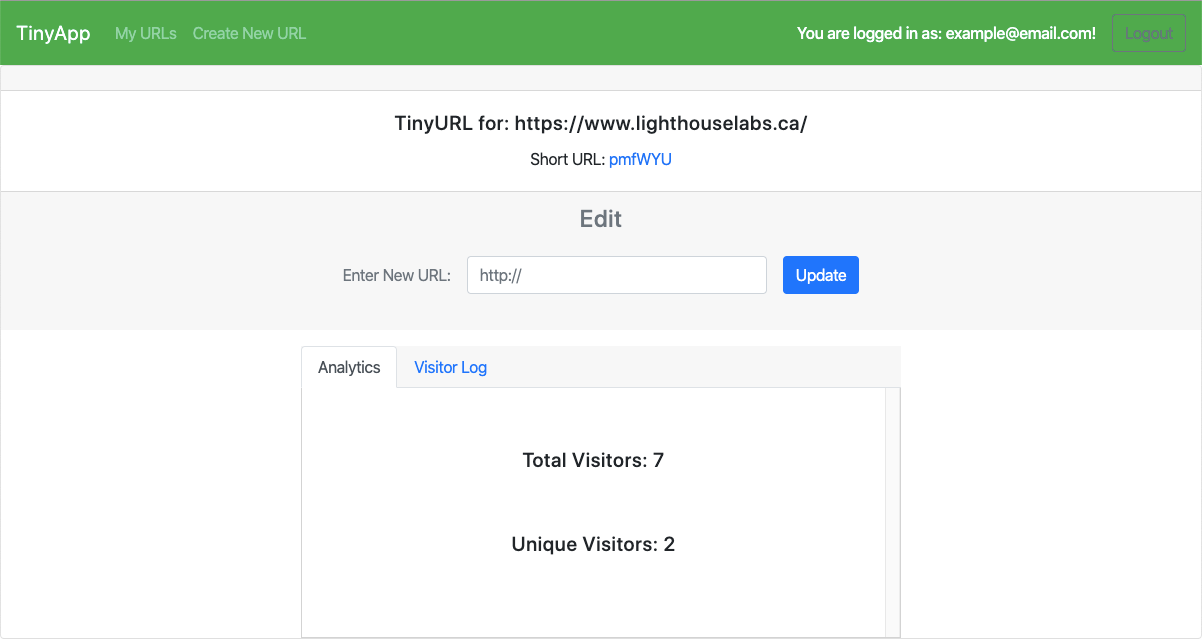 TinyApp My URLs Create New URL You are logged in as: example@email.com! Logout
TinyURL for: https://www.lighthouselabs.ca/
Short URL: pmfWYU
Edit
Enter New URL: http:// Update
Analytics Visitor Log
Total Visitors: 7
Unique Visitors: 2